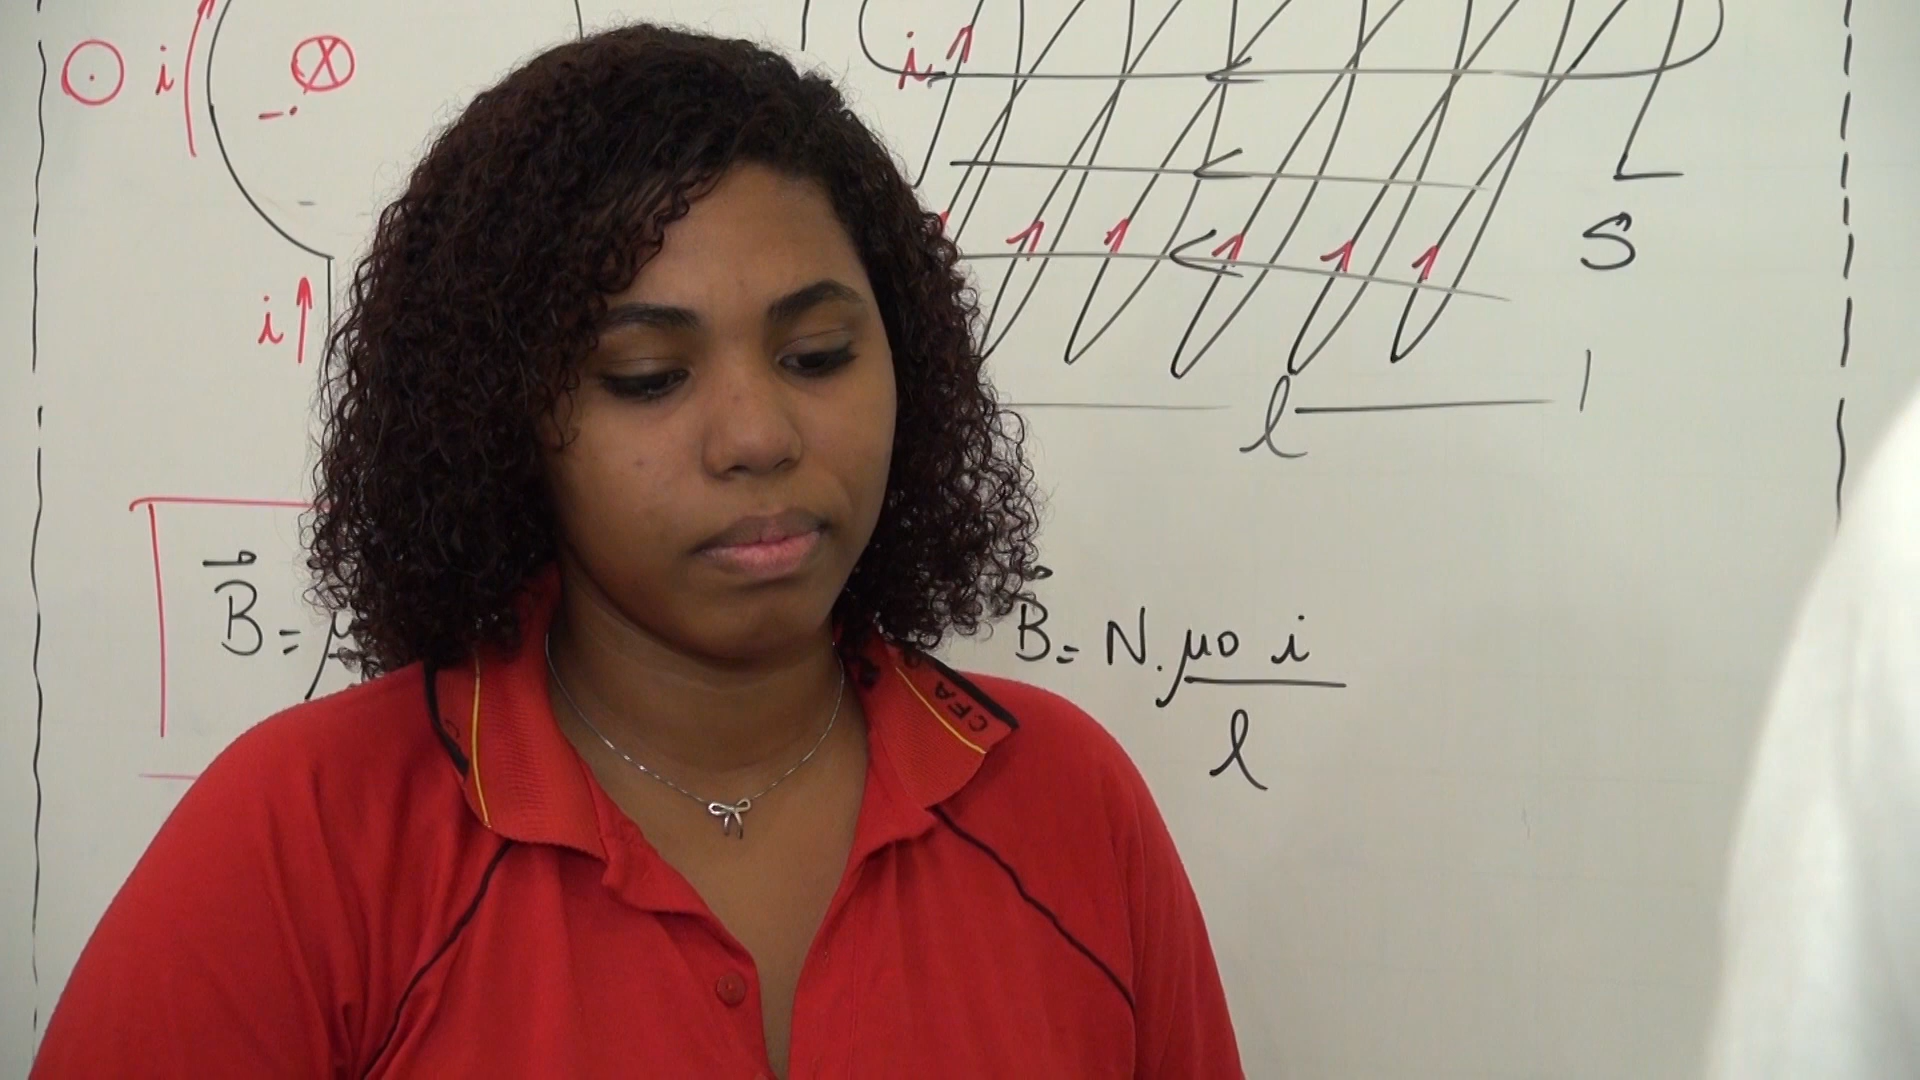 i
i
i
S
l
B = μ
B = N. μo i
l
CFA